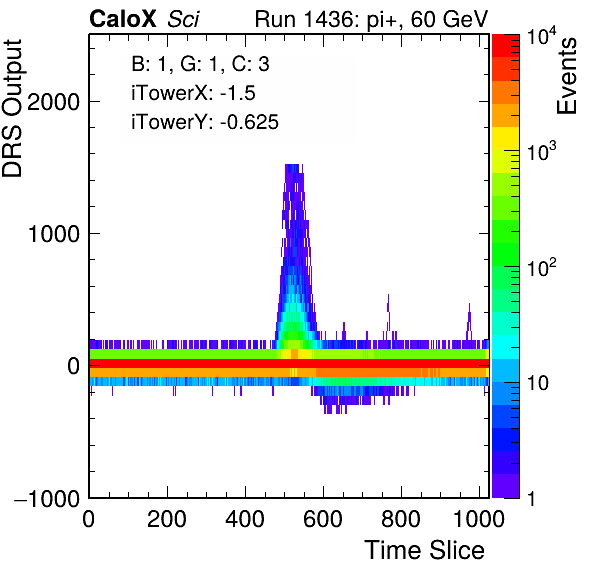 CaloX Sci Run 1436: pi+, 60 GeV
B: 1, G: 1, C: 3
iTowerX: -1.5
iTowerY: -0.625
DRS Output
2000
1000
0
−1000
0 200 400 600 800 1000
Time Slice
Events
10^4
10^3
10^2
10
1